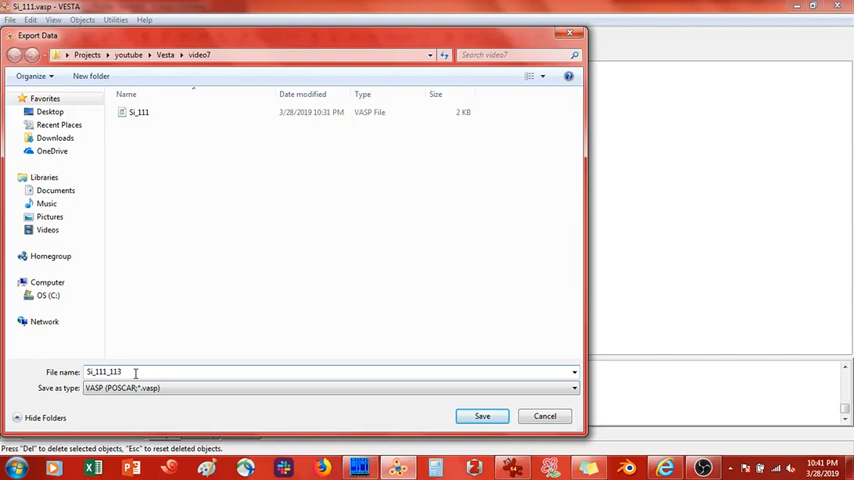 Si_111.vasp - VESTA
File Edit View Objects Utilities Help
Export Data
Projects youtube Vesta video7
Search video7
Organize New folder
Name Date modified Type Size
Favorites
Desktop
Recent Places
Downloads
OneDrive
Libraries
Documents
Music
Pictures
Videos
Homegroup
Computer
OS (C:)
Network
Si_111 3/28/2019 10:31 PM VASP File 2 KB
File name: Si_111_113
Save as type: VASP (POSCAR;*.vasp)
Hide Folders
Save Cancel
Press "Del" to delete selected objects, "Esc" to reset deleted objects.
10:41 PM
3/28/2019